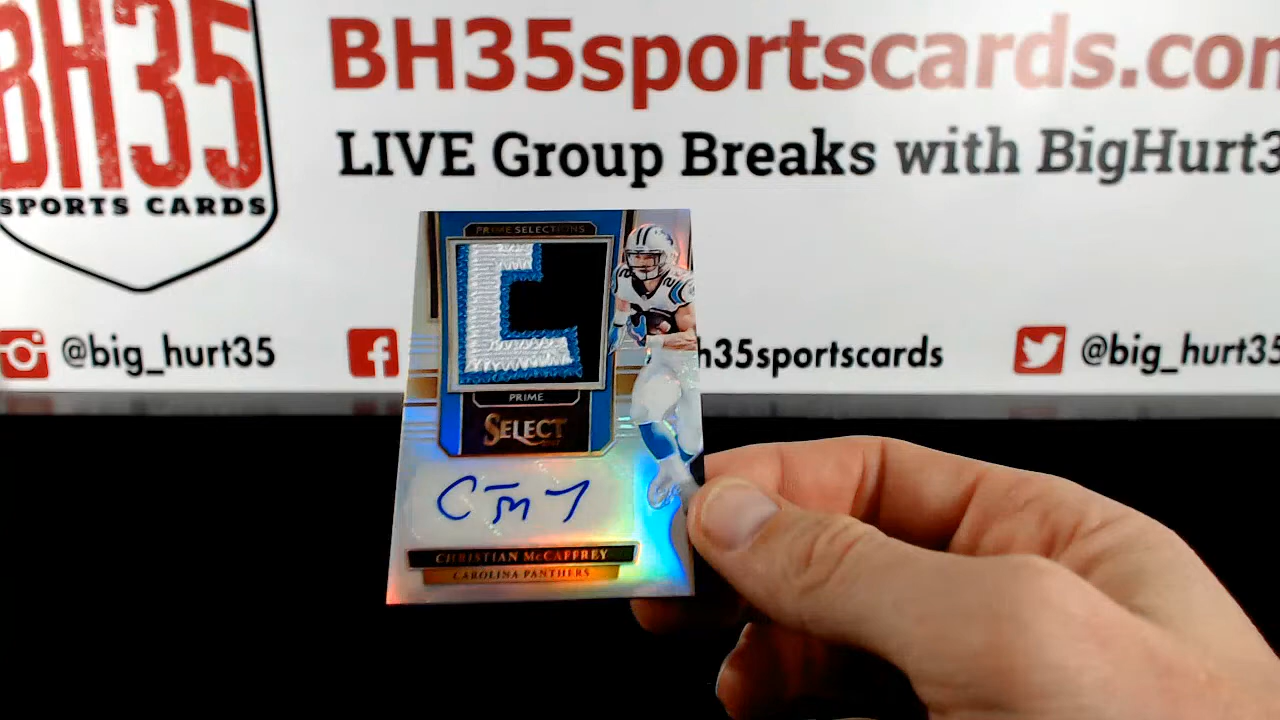 BH35
SPORTS CARDS
BH35sportscards.com
LIVE Group Breaks with BigHurt3
@big_hurt35
f
h35sportscards
@big_hurt35
PRIME SELECTIONS
PRIME
SELECT
CHRISTIAN McCAFFREY
CAROLINA PANTHERS